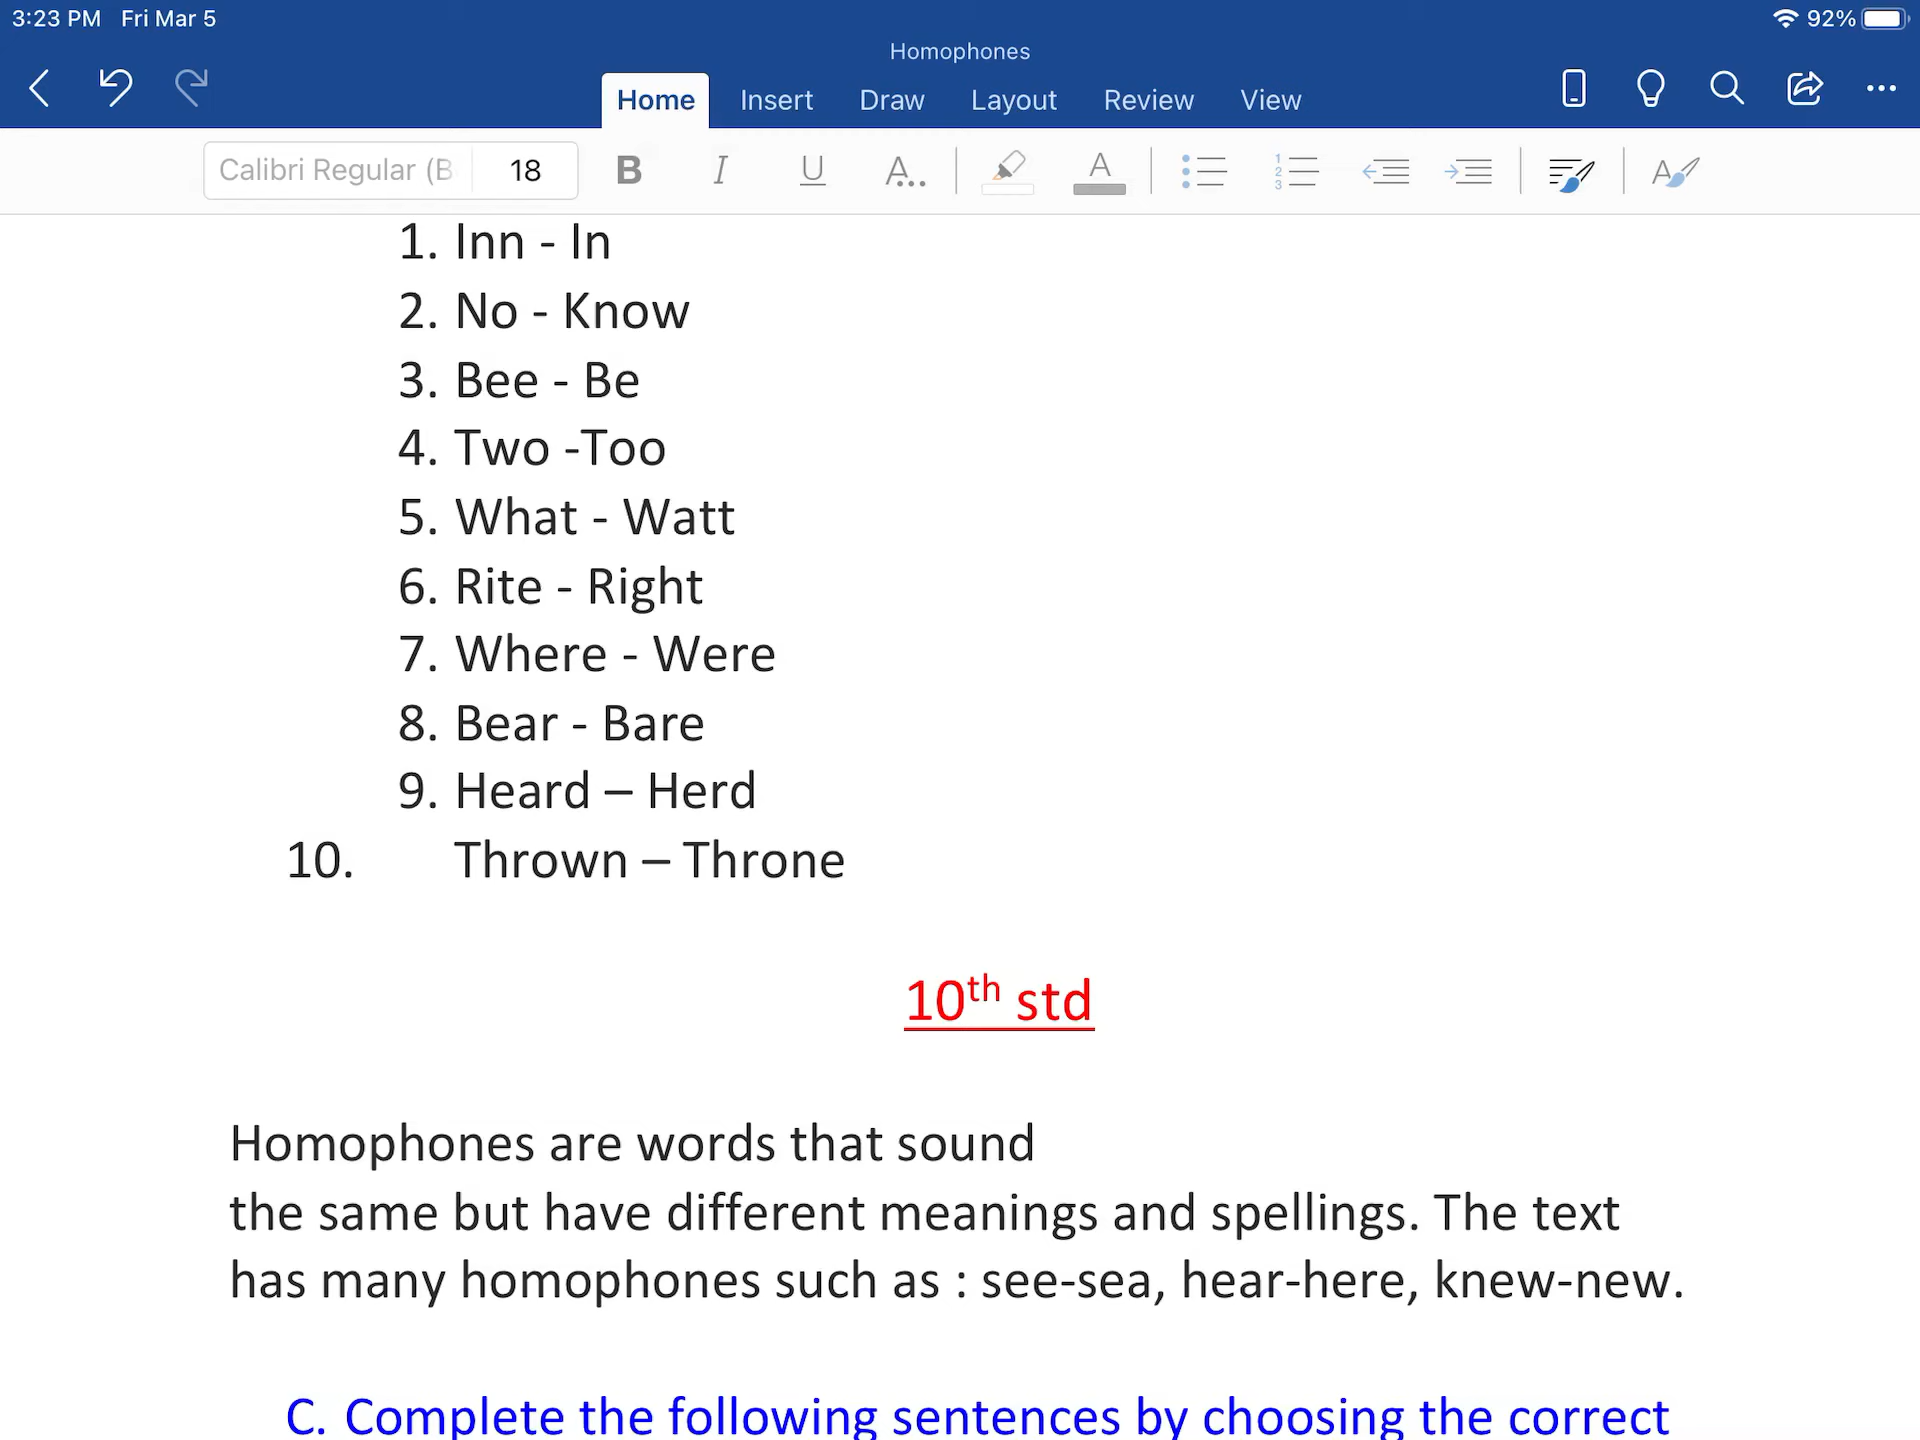 3:23 PM Fri Mar 5 92%
Homophones
Home Insert Draw Layout Review View
Calibri Regular (B 18 B I U A... A A
1. Inn - In
2. No - Know
3. Bee - Be
4. Two -Too
5. What - Watt
6. Rite - Right
7. Where - Were
8. Bear - Bare
9. Heard – Herd
10. Thrown – Throne
10th std
Homophones are words that sound
the same but have different meanings and spellings. The text
has many homophones such as : see-sea, hear-here, knew-new.
C. Complete the following sentences by choosing the correct